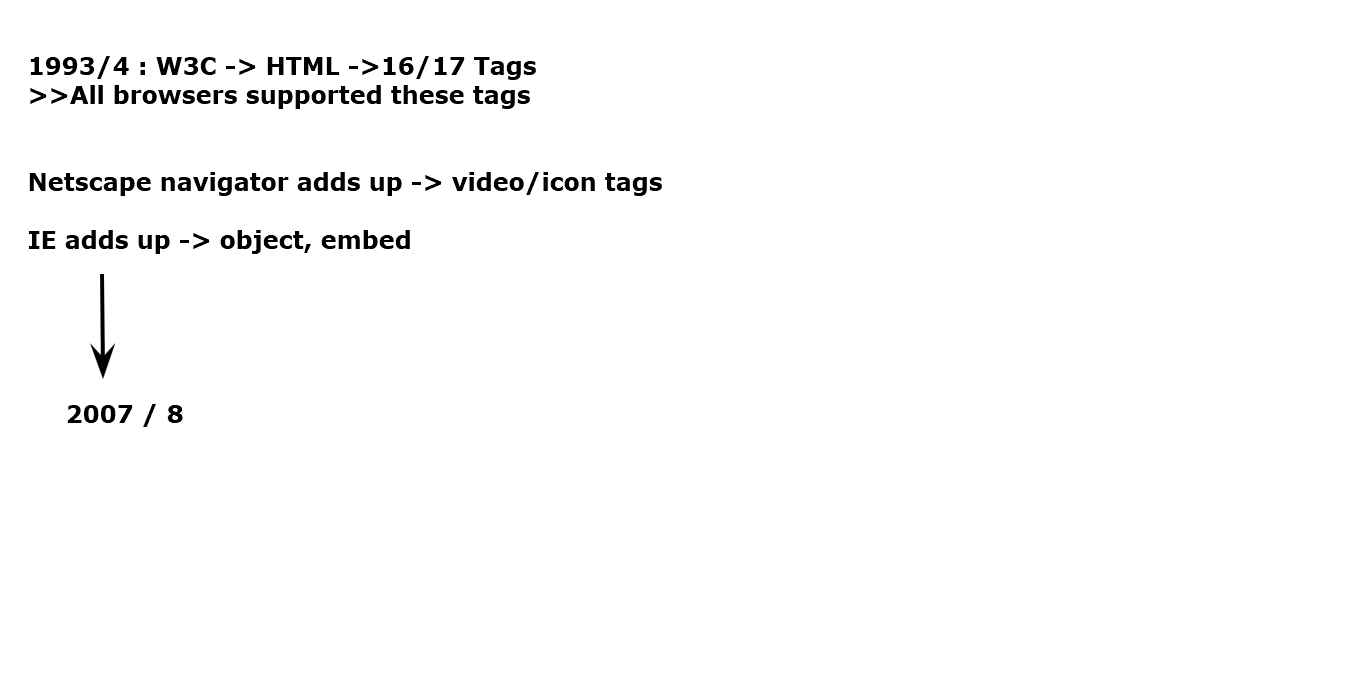 1993/4 : W3C -> HTML ->16/17 Tags
>>All browsers supported these tags
Netscape navigator adds up -> video/icon tags
IE adds up -> object, embed
2007 / 8